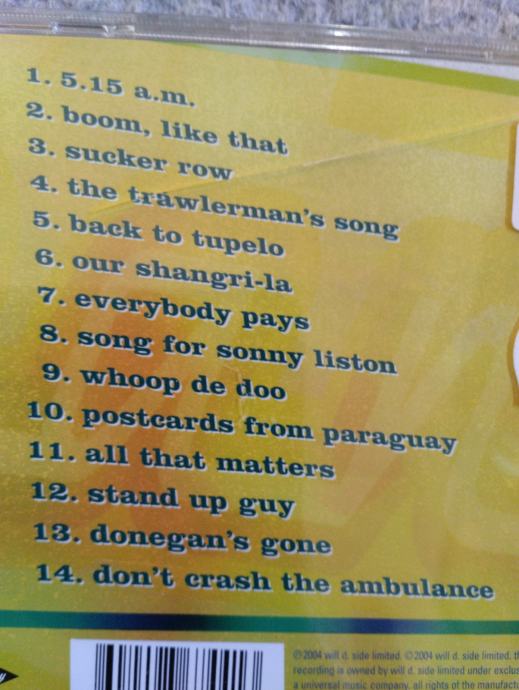 1. 5.15 a.m.
2. boom, like that
3. sucker row
4. the trawlerman's song
5. back to tupelo
6. our shangri-la
7. everybody pays
8. song for sonny liston
9. whoop de doo
10. postcards from paraguay
11. all that matters
12. stand up guy
13. donegan's gone
14. don't crash the ambulance
℗2004 will d. side limited. ©2004 will d. side limited. th
recording is owned by will d. side limited under exclus
a universal music company. all rights of the manufact